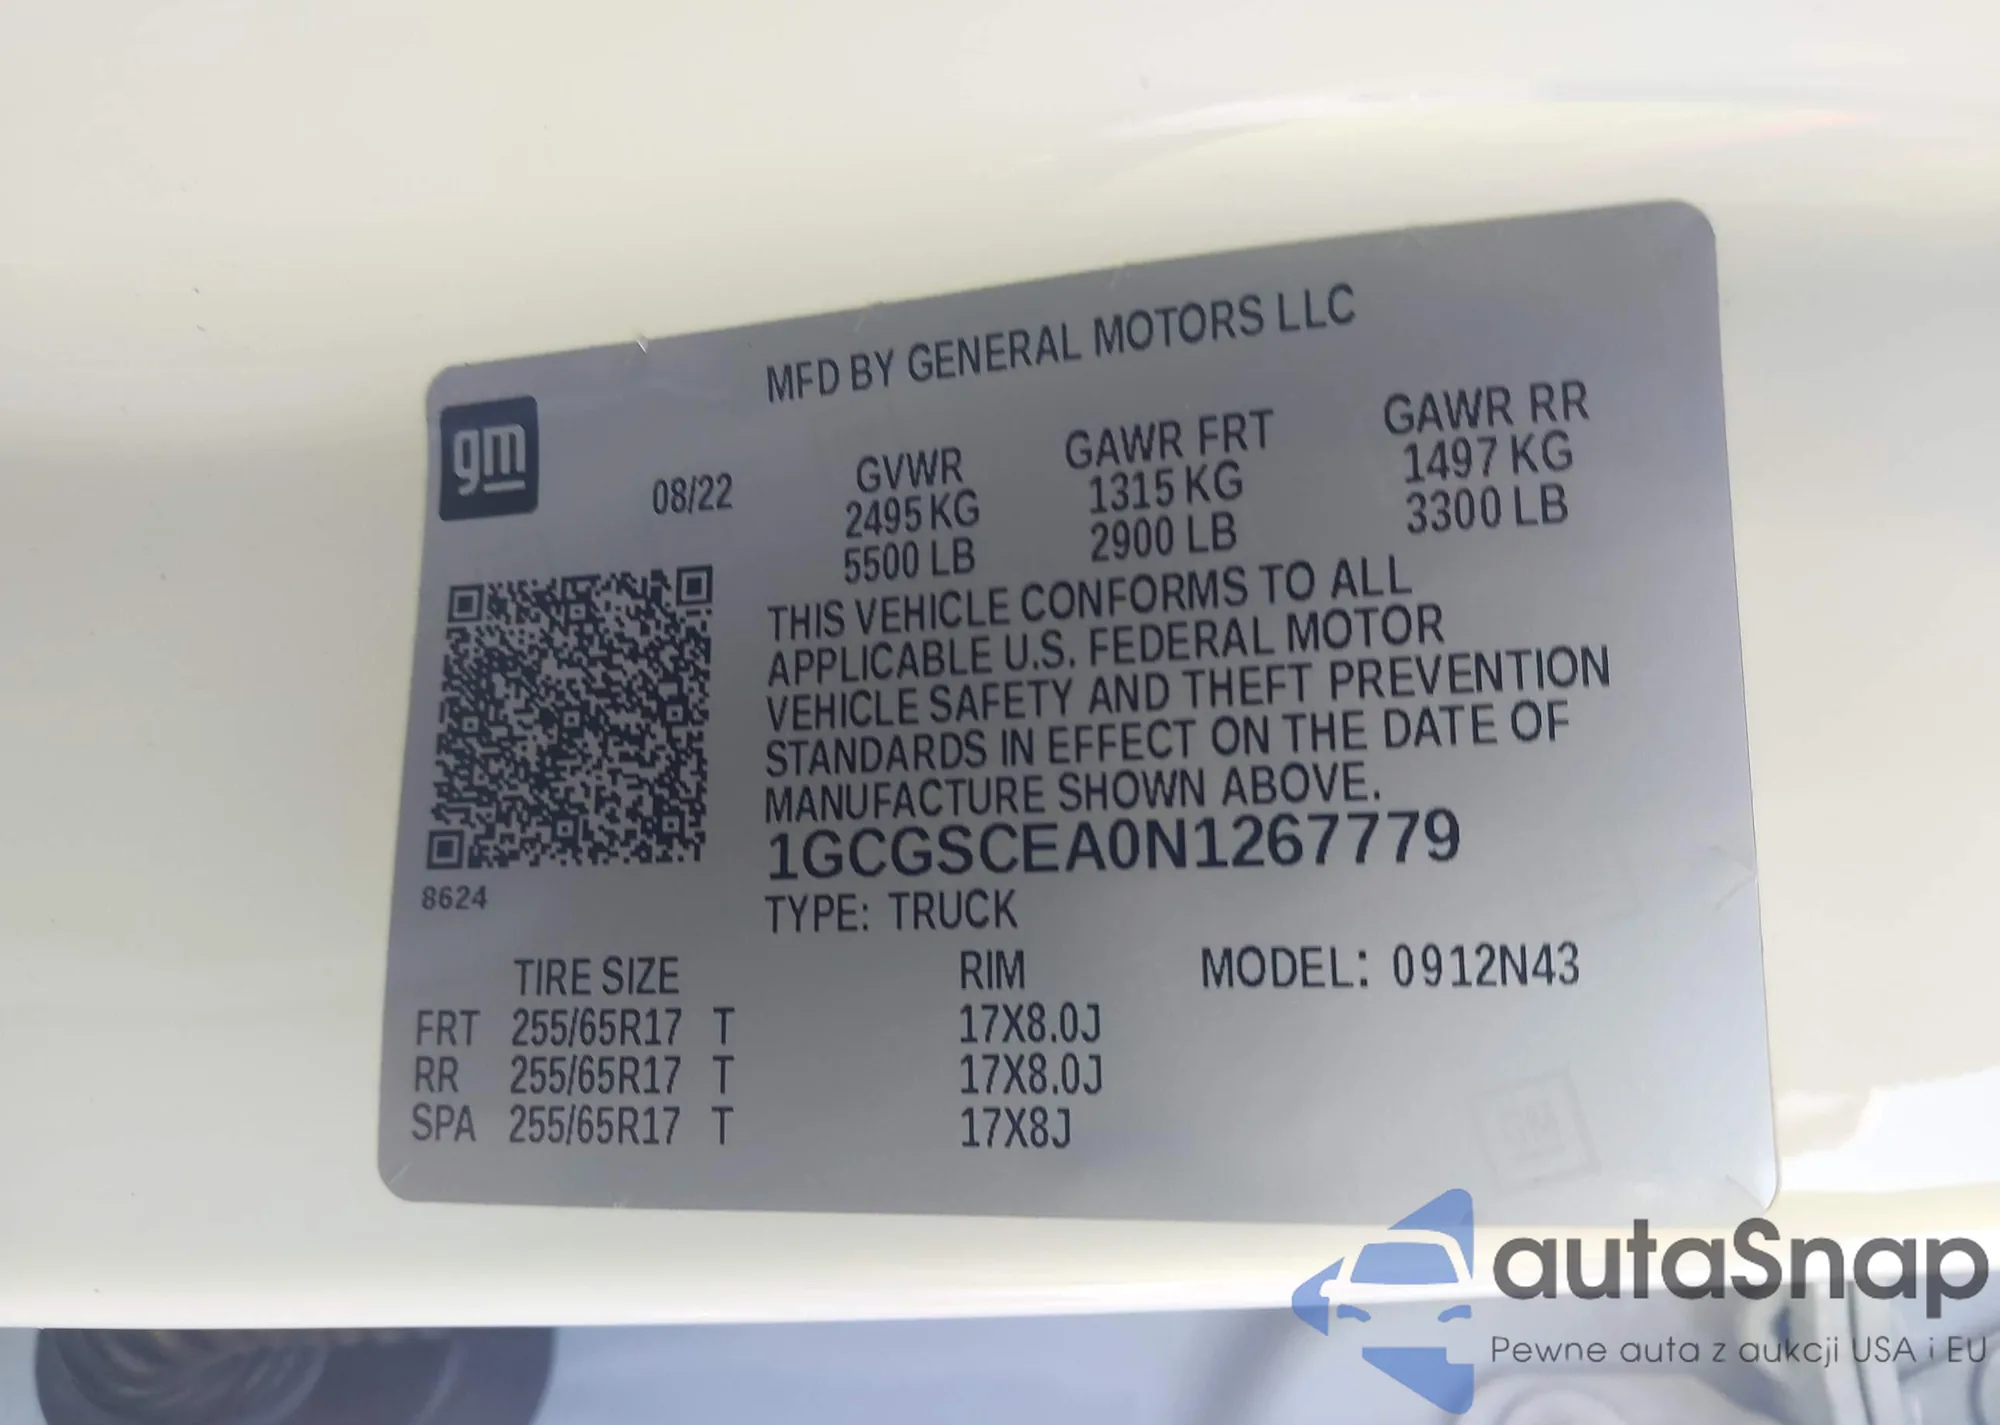 MFD BY GENERAL MOTORS LLC
gm
08/22
GVWR GAWR FRT GAWR RR
2495 KG 1315 KG 1497 KG
5500 LB 2900 LB 3300 LB
THIS VEHICLE CONFORMS TO ALL
APPLICABLE U.S. FEDERAL MOTOR
VEHICLE SAFETY AND THEFT PREVENTION
STANDARDS IN EFFECT ON THE DATE OF
MANUFACTURE SHOWN ABOVE.
1GCGSCEA0N1267779
8624
TYPE: TRUCK
TIRE SIZE RIM MODEL: 0912N43
FRT 255/65R17 T 17X8.0J
RR 255/65R17 T 17X8.0J
SPA 255/65R17 T 17X8J
autaSnap
Pewne auta z aukcji USA i EU